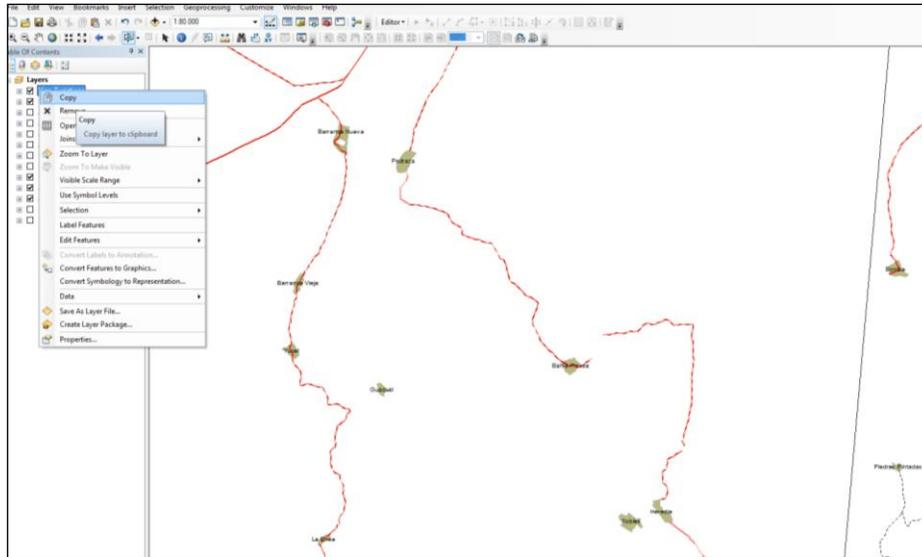 File Edit View Bookmarks Insert Selection Geoprocessing Customize Windows Help
1:80.000
Editor
Table Of Contents
Layers
Copy
Remove
Copy
Copy layer to clipboard
Open
Joins
Zoom To Layer
Zoom To Make Visible
Visible Scale Range
Use Symbol Levels
Selection
Label Features
Edit Features
Convert Labels to Annotation...
Convert Features to Graphics...
Convert Symbology to Representation...
Data
Save As Layer File...
Create Layer Package...
Properties...
Pedraza
Barranca Vieja
Guaquirí
Heredia
Piedras Pintadas